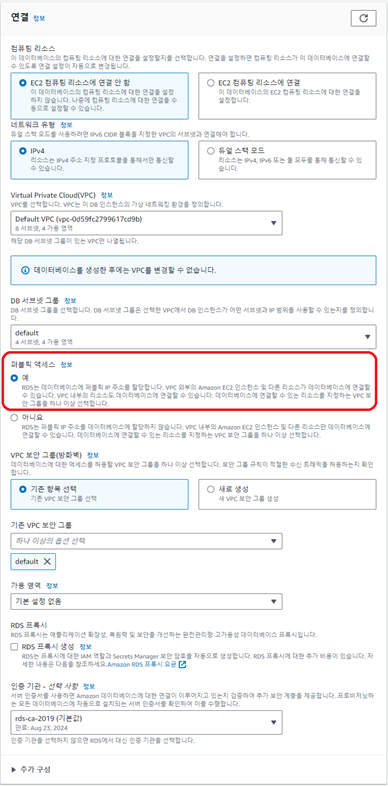 연결 정보
컴퓨팅 리소스
이 데이터베이스의 컴퓨팅 리소스에 대한 연결을 설정할지를 선택합니다. 연결을 설정하면 컴퓨팅 리소스가 이 데이터베이스에 연결할
수 있도록 연결 설정이 자동으로 변경됩니다.
EC2 컴퓨팅 리소스에 연결 안 함
이 데이터베이스의 컴퓨팅 리소스에 대한 연결을 설정
하지 않습니다. 나중에 컴퓨팅 리소스에 대한 연결을 수
동으로 설정할 수 있습니다.
EC2 컴퓨팅 리소스에 연결
이 데이터베이스의 EC2 컴퓨팅 리소스에 대한 연결을
설정합니다.
네트워크 유형 정보
듀얼 스택 모드를 사용하려면 IPv6 CIDR 블록을 지정한 VPC의 서브넷과 연결해야 합니다.
IPv4
리소스는 IPv4 주소 지정 프로토콜을 통해서만 통신할
수 있습니다.
듀얼 스택 모드
리소스는 IPv4, IPv6 또는 둘 모두를 통해 통신할 수 있
습니다.
Virtual Private Cloud(VPC) 정보
VPC를 선택합니다. VPC는 이 DB 인스턴스의 가상 네트워킹 환경을 정의합니다.
Default VPC (vpc-0d59fc2799617cd9b)
8 서브넷, 4 가용 영역
해당 DB 서브넷 그룹이 있는 VPC만 나열됩니다.
데이터베이스를 생성한 후에는 VPC를 변경할 수 없습니다.
DB 서브넷 그룹 정보
DB 서브넷 그룹을 선택합니다. DB 서브넷 그룹은 선택한 VPC에서 DB 인스턴스가 어떤 서브넷과 IP 범위를 사용할 수 있는지를 정의합니
다.
default
4 서브넷, 4 가용 영역
퍼블릭 액세스 정보
예
RDS는 데이터베이스에 퍼블릭 IP 주소를 할당합니다. VPC 외부의 Amazon EC2 인스턴스 및 다른 리소스가 데이터베이스에 연결할
수 있습니다. VPC 내부의 리소스도 데이터베이스에 연결할 수 있습니다. 데이터베이스에 연결할 수 있는 리소스를 지정하는 VPC 보
안 그룹을 하나 이상 선택합니다.
아니요
RDS는 퍼블릭 IP 주소를 데이터베이스에 할당하지 않습니다. VPC 내부의 Amazon EC2 인스턴스 및 다른 리소스만 데이터베이스에
연결할 수 있습니다. 데이터베이스에 연결할 수 있는 리소스를 지정하는 VPC 보안 그룹을 하나 이상 선택합니다.
VPC 보안 그룹(방화벽) 정보
데이터베이스에 대한 액세스를 허용할 VPC 보안 그룹을 하나 이상 선택합니다. 보안 그룹 규칙이 적절한 수신 트래픽을 허용하는지 확인
합니다.
기존 항목 선택
기존 VPC 보안 그룹 선택
새로 생성
새 VPC 보안 그룹 생성
기존 VPC 보안 그룹
하나 이상의 옵션 선택
default
가용 영역 정보
기본 설정 없음
RDS 프록시
RDS 프록시는 애플리케이션 확장성, 복원력 및 보안을 개선하는 완전관리형 고가용성 데이터베이스 프록시입니다.
RDS 프록시 생성 정보
RDS는 프록시에 대한 IAM 역할과 Secrets Manager 보안 암호를 자동으로 생성합니다. RDS 프록시에 대한 추가 비용이 있습니다. 자
세한 내용은 다음을 참조하세요.Amazon RDS 프록시 요금
인증 기관 - 선택 사항 정보
서버 인증서를 사용하면 Amazon 데이터베이스에 대한 연결이 이루어지고 있는지 검증하여 추가 보안 계층을 제공합니다. 프로비저닝하
는 모든 데이터베이스에 자동으로 설치되는 서버 인증서를 확인하여 이를 수행합니다.
rds-ca-2019 (기본값)
만료: Aug 23, 2024
인증 기관을 선택하지 않으면 RDS에서 대신 인증 기관을 선택합니다.
추가 구성